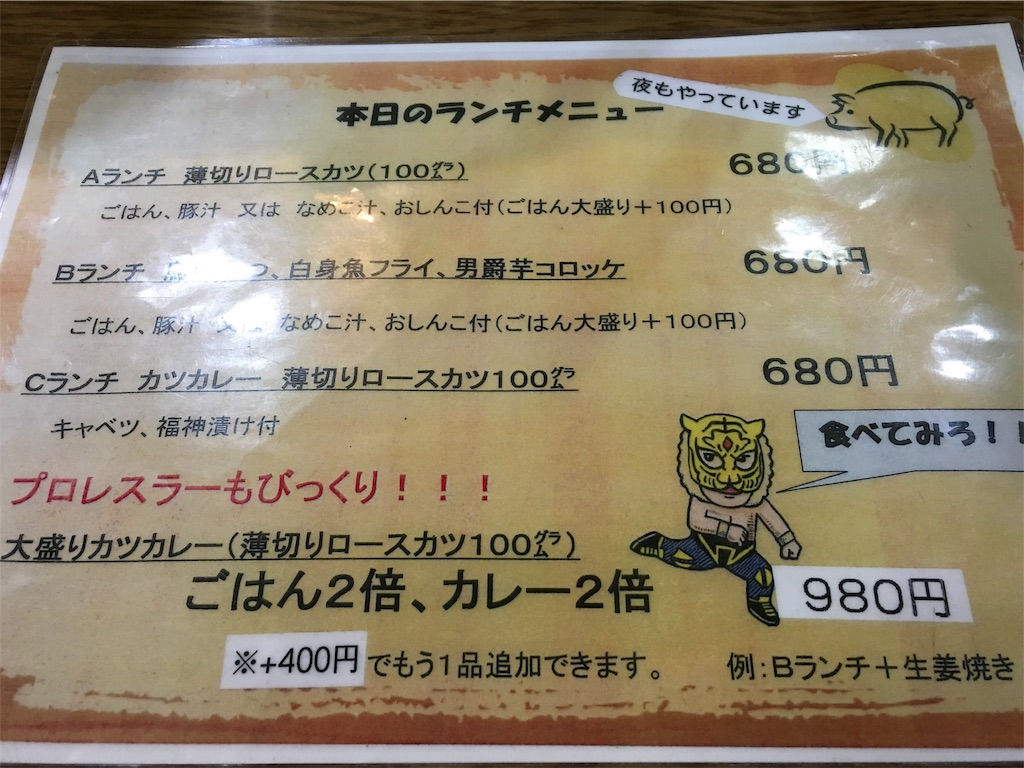 本日のランチメニュー
夜もやっています
Aランチ 薄切りロースカツ(100㌘) 680円
ごはん、豚汁 又は なめこ汁、おしんこ付(ごはん大盛り+100円)
Bランチ つ、白身魚フライ、男爵芋コロッケ 680円
ごはん、豚汁 又は なめこ汁、おしんこ付(ごはん大盛り+100円)
Cランチ カツカレー 薄切りロースカツ100㌘ 680円
キャベツ、福神漬け付
食べてみろ!!
プロレスラーもびっくり!!!
大盛りカツカレー(薄切りロースカツ100㌘)
ごはん2倍、カレー2倍 980円
※+400円でもう1品追加できます。 例:Bランチ+生姜焼き